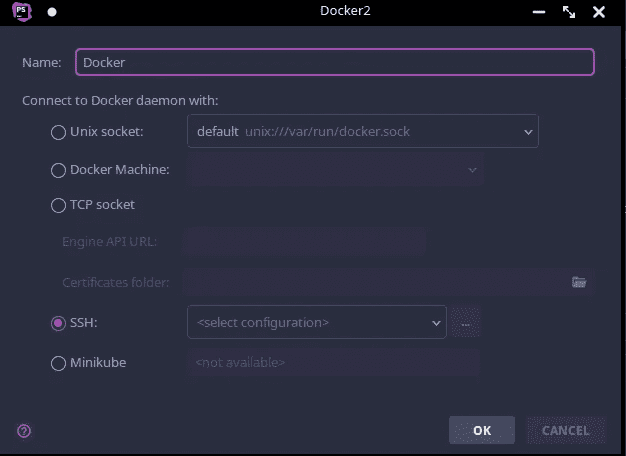 PS
Docker2
Name: Docker
Connect to Docker daemon with:
Unix socket: default unix:///var/run/docker.sock
Docker Machine:
TCP socket
Engine API URL:
Certificates folder:
SSH: <select configuration> ...
Minikube <not available>
? OK CANCEL